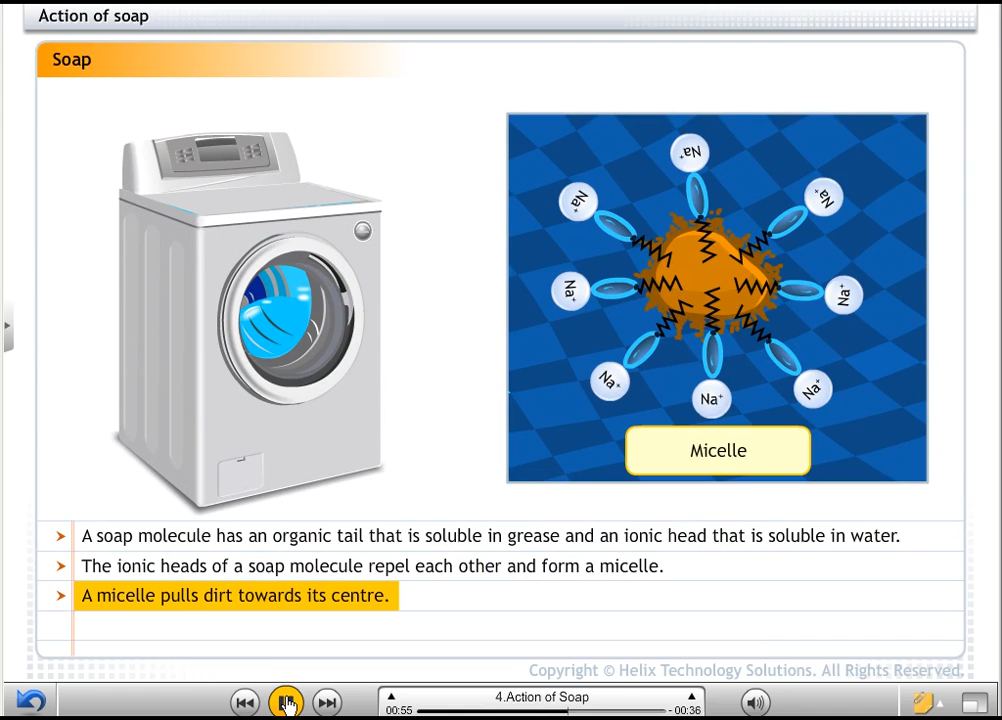 Action of soap
Soap
Na⁺
Na⁺
Na⁺
Na⁺
Na⁺
Na⁺
Na⁺
Na⁺
Micelle
A soap molecule has an organic tail that is soluble in grease and an ionic head that is soluble in water.
The ionic heads of a soap molecule repel each other and form a micelle.
A micelle pulls dirt towards its centre.
Copyright © Helix Technology Solutions. All Rights Reserved.
4.Action of Soap
00:55 - 00:36